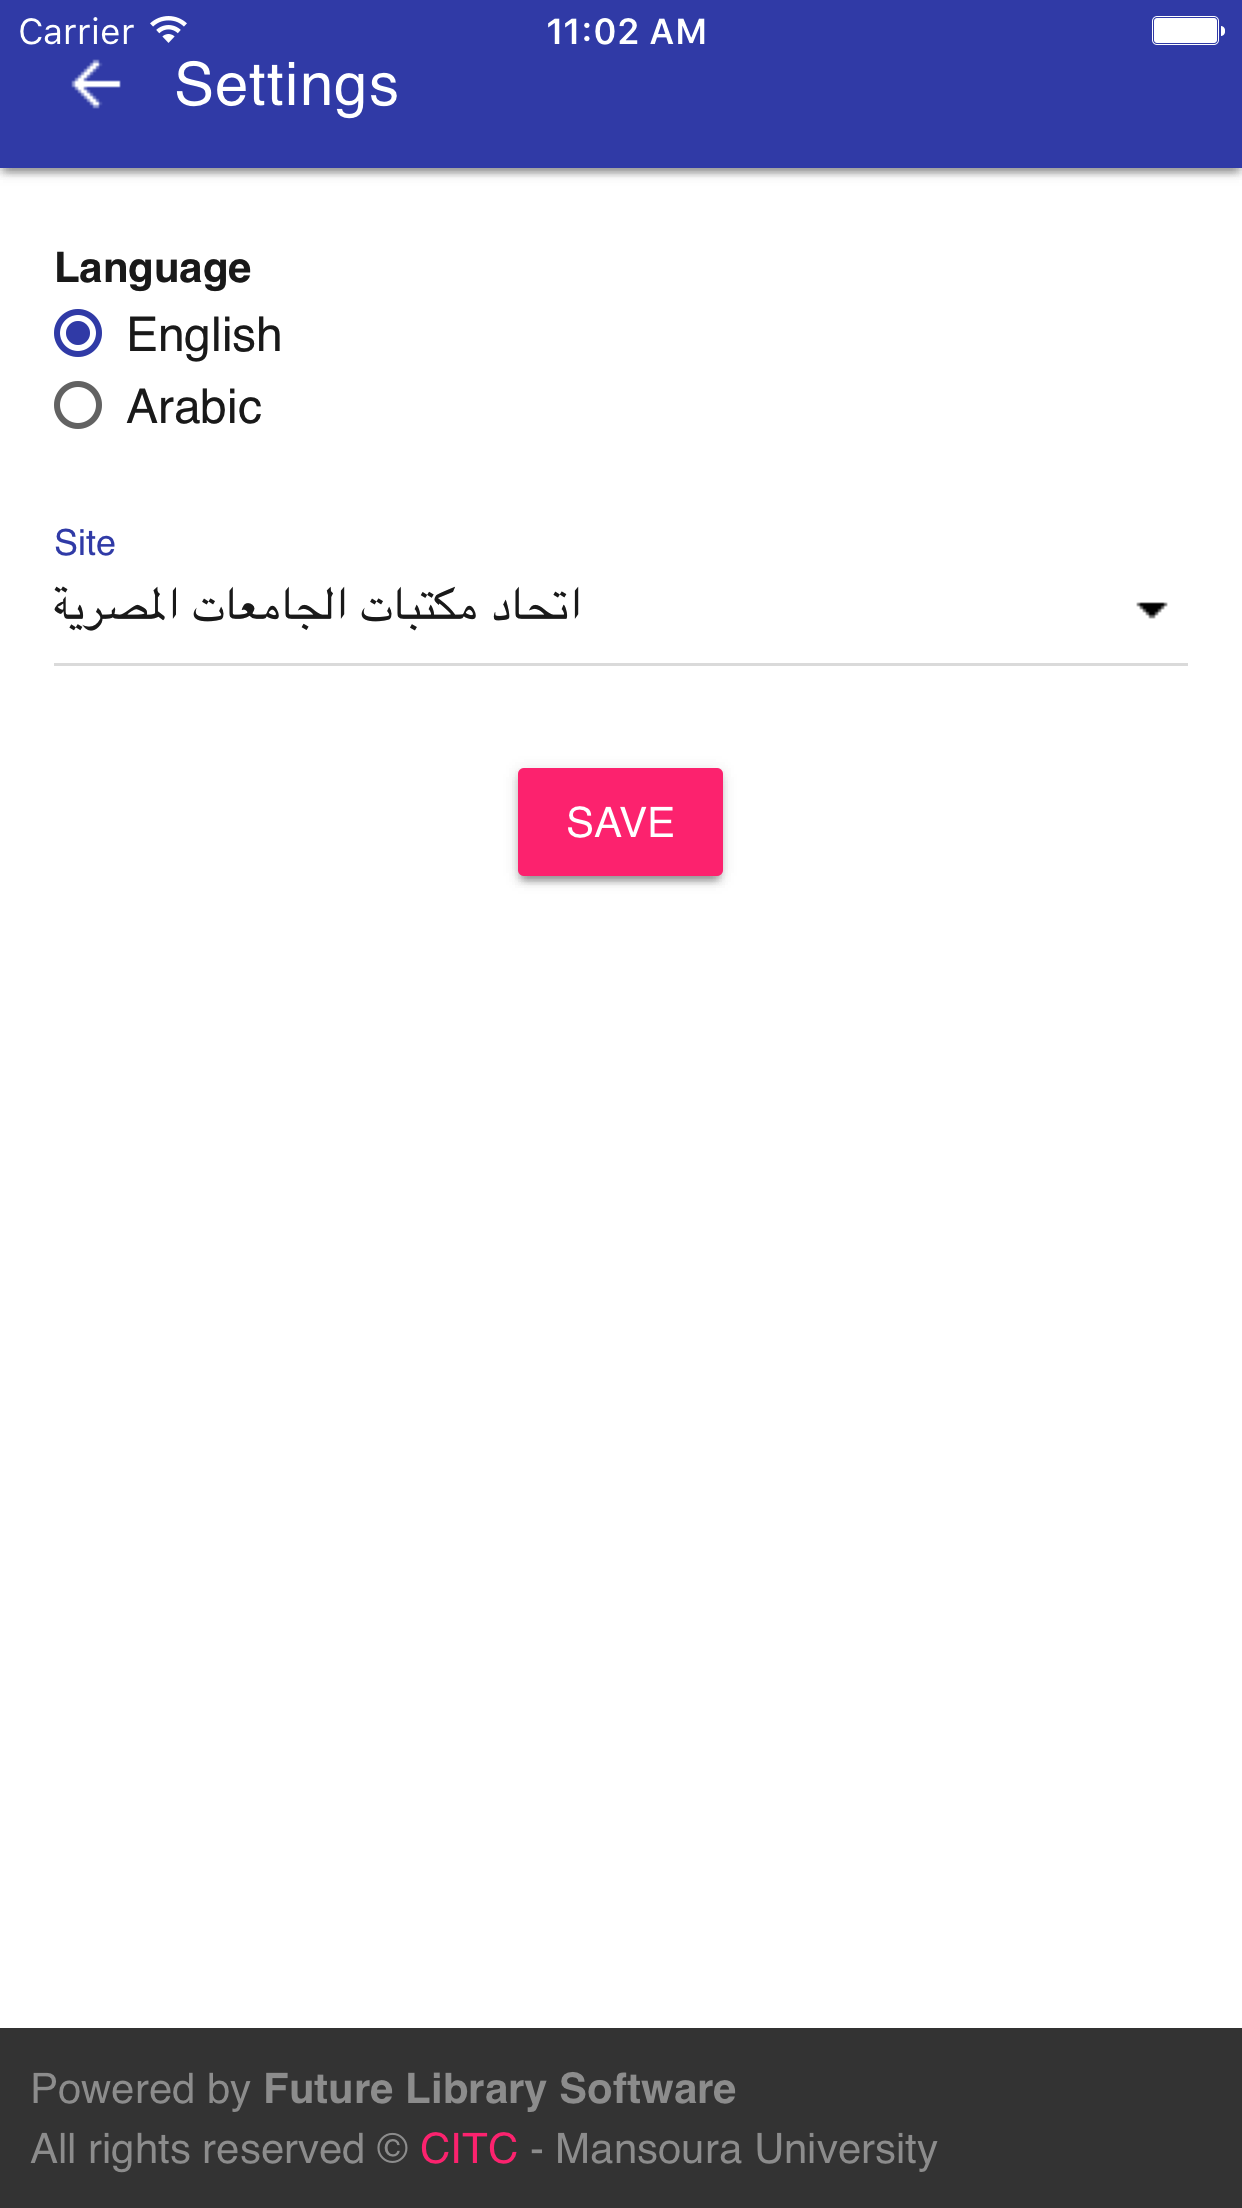 Carrier 11:02 AM
Settings
Language
English
Arabic
Site
اتحاد مكتبات الجامعات المصرية
SAVE
Powered by Future Library Software
All rights reserved © CITC - Mansoura University